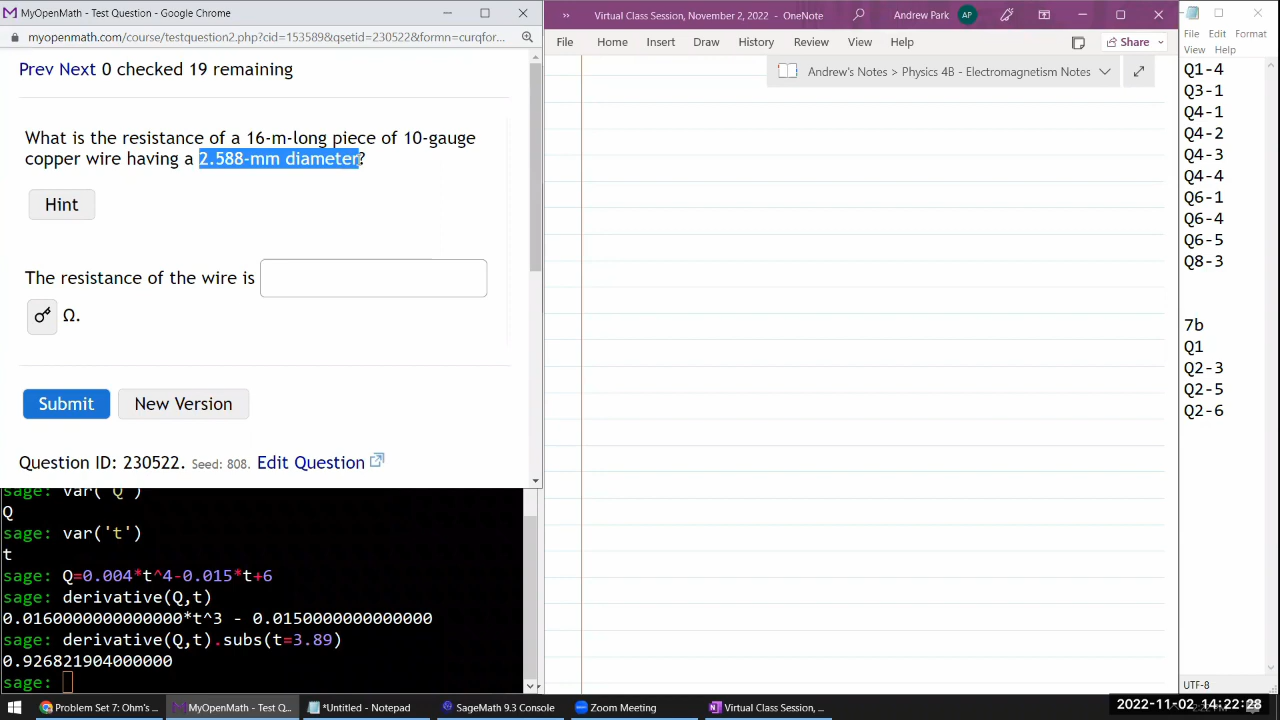 MyOpenMath - Test Question - Google Chrome
myopenmath.com/course/testquestion2.php?cid=153589&qsetid=230522&formn=curqfor...
Prev Next 0 checked 19 remaining
What is the resistance of a 16-m-long piece of 10-gauge
copper wire having a 2.588-mm diameter?
Hint
The resistance of the wire is
Ω.
Submit
New Version
Question ID: 230522. Seed: 808. Edit Question
sage: var('Q')
Q
sage: var('t')
t
sage: Q=0.004*t^4-0.015*t+6
sage: derivative(Q,t)
0.0160000000000000*t^3 - 0.0150000000000000
sage: derivative(Q,t).subs(t=3.89)
0.926821904000000
sage:
Virtual Class Session, November 2, 2022 - OneNote
Andrew Park
AP
File Home Insert Draw History Review View Help
Share
Andrew's Notes > Physics 4B - Electromagnetism Notes
File Edit Format
View Help
Q1-4
Q3-1
Q4-1
Q4-2
Q4-3
Q4-4
Q6-1
Q6-4
Q6-5
Q8-3
7b
Q1
Q2-3
Q2-5
Q2-6
UTF-8
Problem Set 7: Ohm's...
MyOpenMath - Test Q...
*Untitled - Notepad
SageMath 9.3 Console
Zoom Meeting
Virtual Class Session, ...
2022-11-02 14:22:28